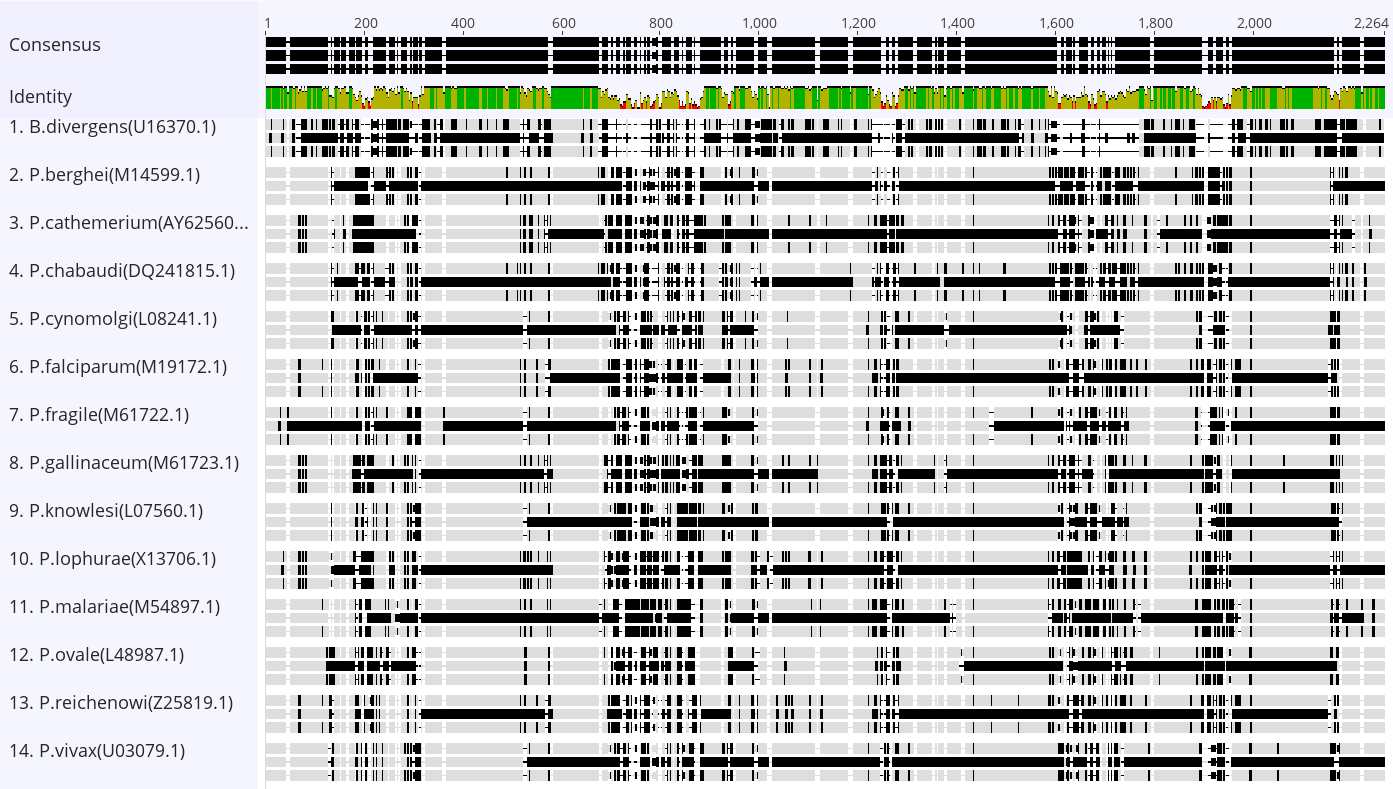 1 200 400 600 800 1,000 1,200 1,400 1,600 1,800 2,000 2,264
Consensus
Identity
1. B.divergens(U16370.1)
2. P.berghei(M14599.1)
3. P.cathemerium(AY62560...
4. P.chabaudi(DQ241815.1)
5. P.cynomolgi(L08241.1)
6. P.falciparum(M19172.1)
7. P.fragile(M61722.1)
8. P.gallinaceum(M61723.1)
9. P.knowlesi(L07560.1)
10. P.lophurae(X13706.1)
11. P.malariae(M54897.1)
12. P.ovale(L48987.1)
13. P.reichenowi(Z25819.1)
14. P.vivax(U03079.1)